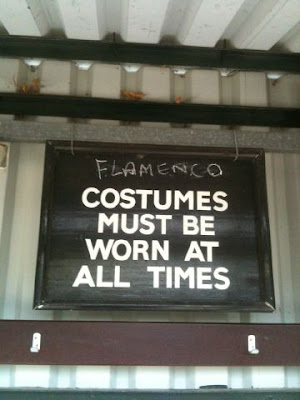 FLAMENCO
COSTUMES
MUST BE
WORN AT
ALL TIMES